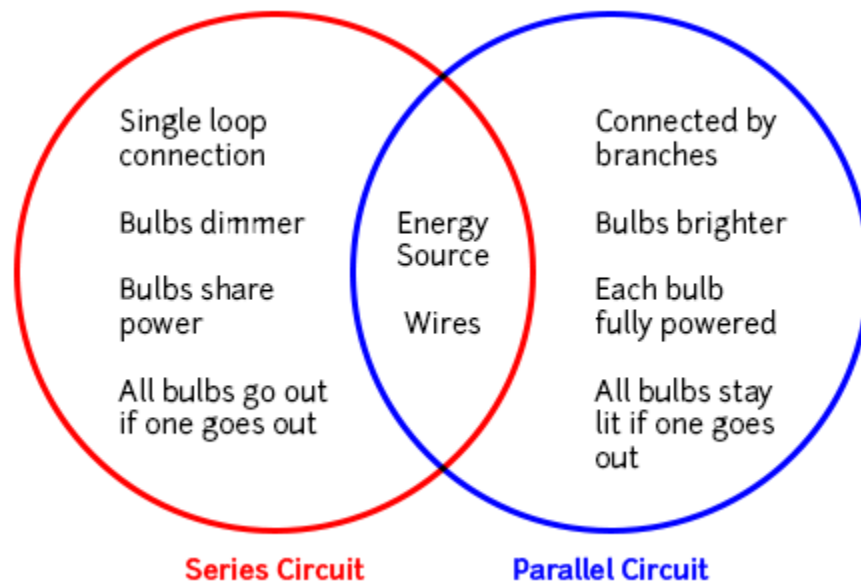 Single loop
connection
Bulbs dimmer
Bulbs share
power
All bulbs go out
if one goes out
Energy
Source
Wires
Connected by
branches
Bulbs brighter
Each bulb
fully powered
All bulbs stay
lit if one goes
out
Series Circuit
Parallel Circuit